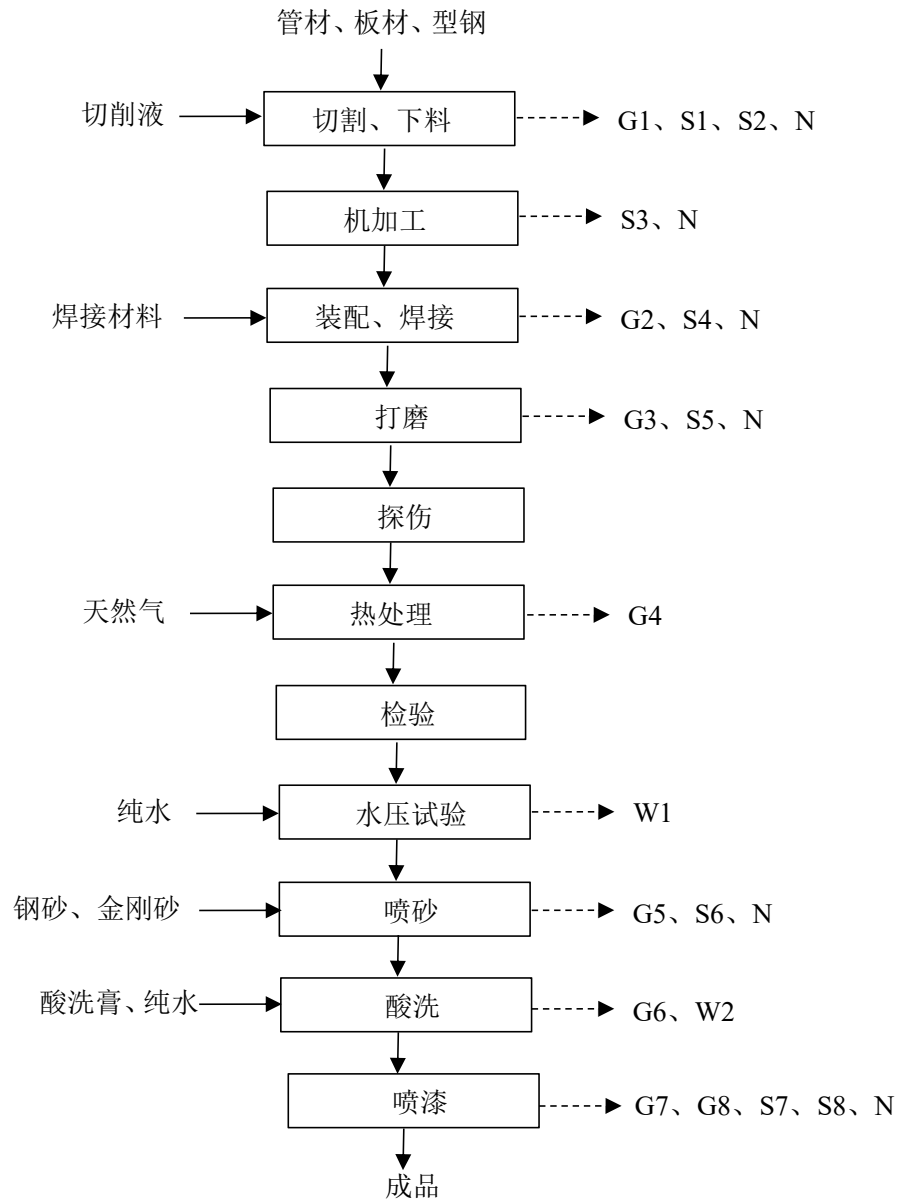 管材、板材、型钢
切削液
切割、下料
G1、S1、S2、N
机加工
S3、N
焊接材料
装配、焊接
G2、S4、N
打磨
G3、S5、N
探伤
天然气
热处理
G4
检验
纯水
水压试验
W1
钢砂、金刚砂
喷砂
G5、S6、N
酸洗膏、纯水
酸洗
G6、W2
喷漆
G7、G8、S7、S8、N
成品